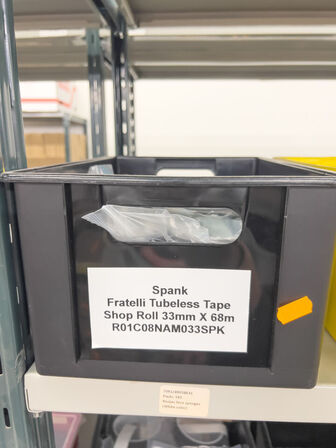 Spank
Fratelli Tubeless Tape
Shop Roll 33mm X 68m
R01C08NAM033SPK